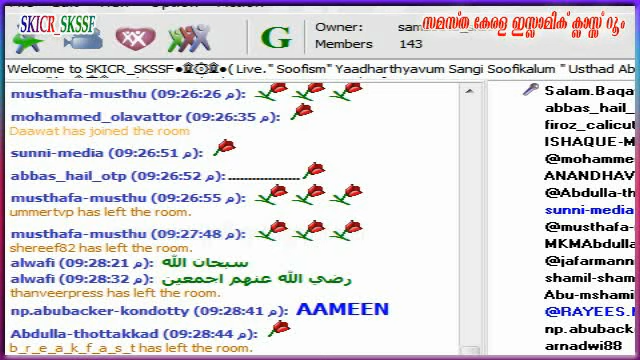 SKICR_SKSSF
സമസ്ത കേരള ഇസ്ലാമിക് ക്ലാസ്സ് റൂം
Owner:
Members 143
G
Welcome to SKICR_SKSSF●۩۞۩●(Live."Soofism"Yaadharthyavum Sangi Soofikalum "Usthad Ab
musthafa-musthu (09:26:26 م):
mohammed_olavattor (09:26:35 م):
Daawat has joined the room
sunni-media (09:26:51 م):
abbas_hail_otp (09:26:52 م):....................
musthafa-musthu (09:26:55 م):
ummertvp has left the room.
musthafa-musthu (09:27:48 م):
shereef82 has left the room.
alwafi (09:28:21 م): سبحان الله
alwafi (09:28:32 م): رضي الله عنهم اجمعين
thanveerpress has left the room.
np.abubacker-kondotty (09:28:41 م): AAMEEN
Abdulla-thottakkad (09:28:44 م):
b_r_e_a_k_f_a_s_t has left the room.
Salam.Baqa
abbas_hail_
firoz_calicut
ISHAQUE-M
@mohamme
ANANDHAV
@Abdulla-t
sunni-media
@mustafa-
MKMAbdulla
@jafarmann
shamil-sham
Abu-mshami
@RAYEES.
np.abubacke
arnadwi88